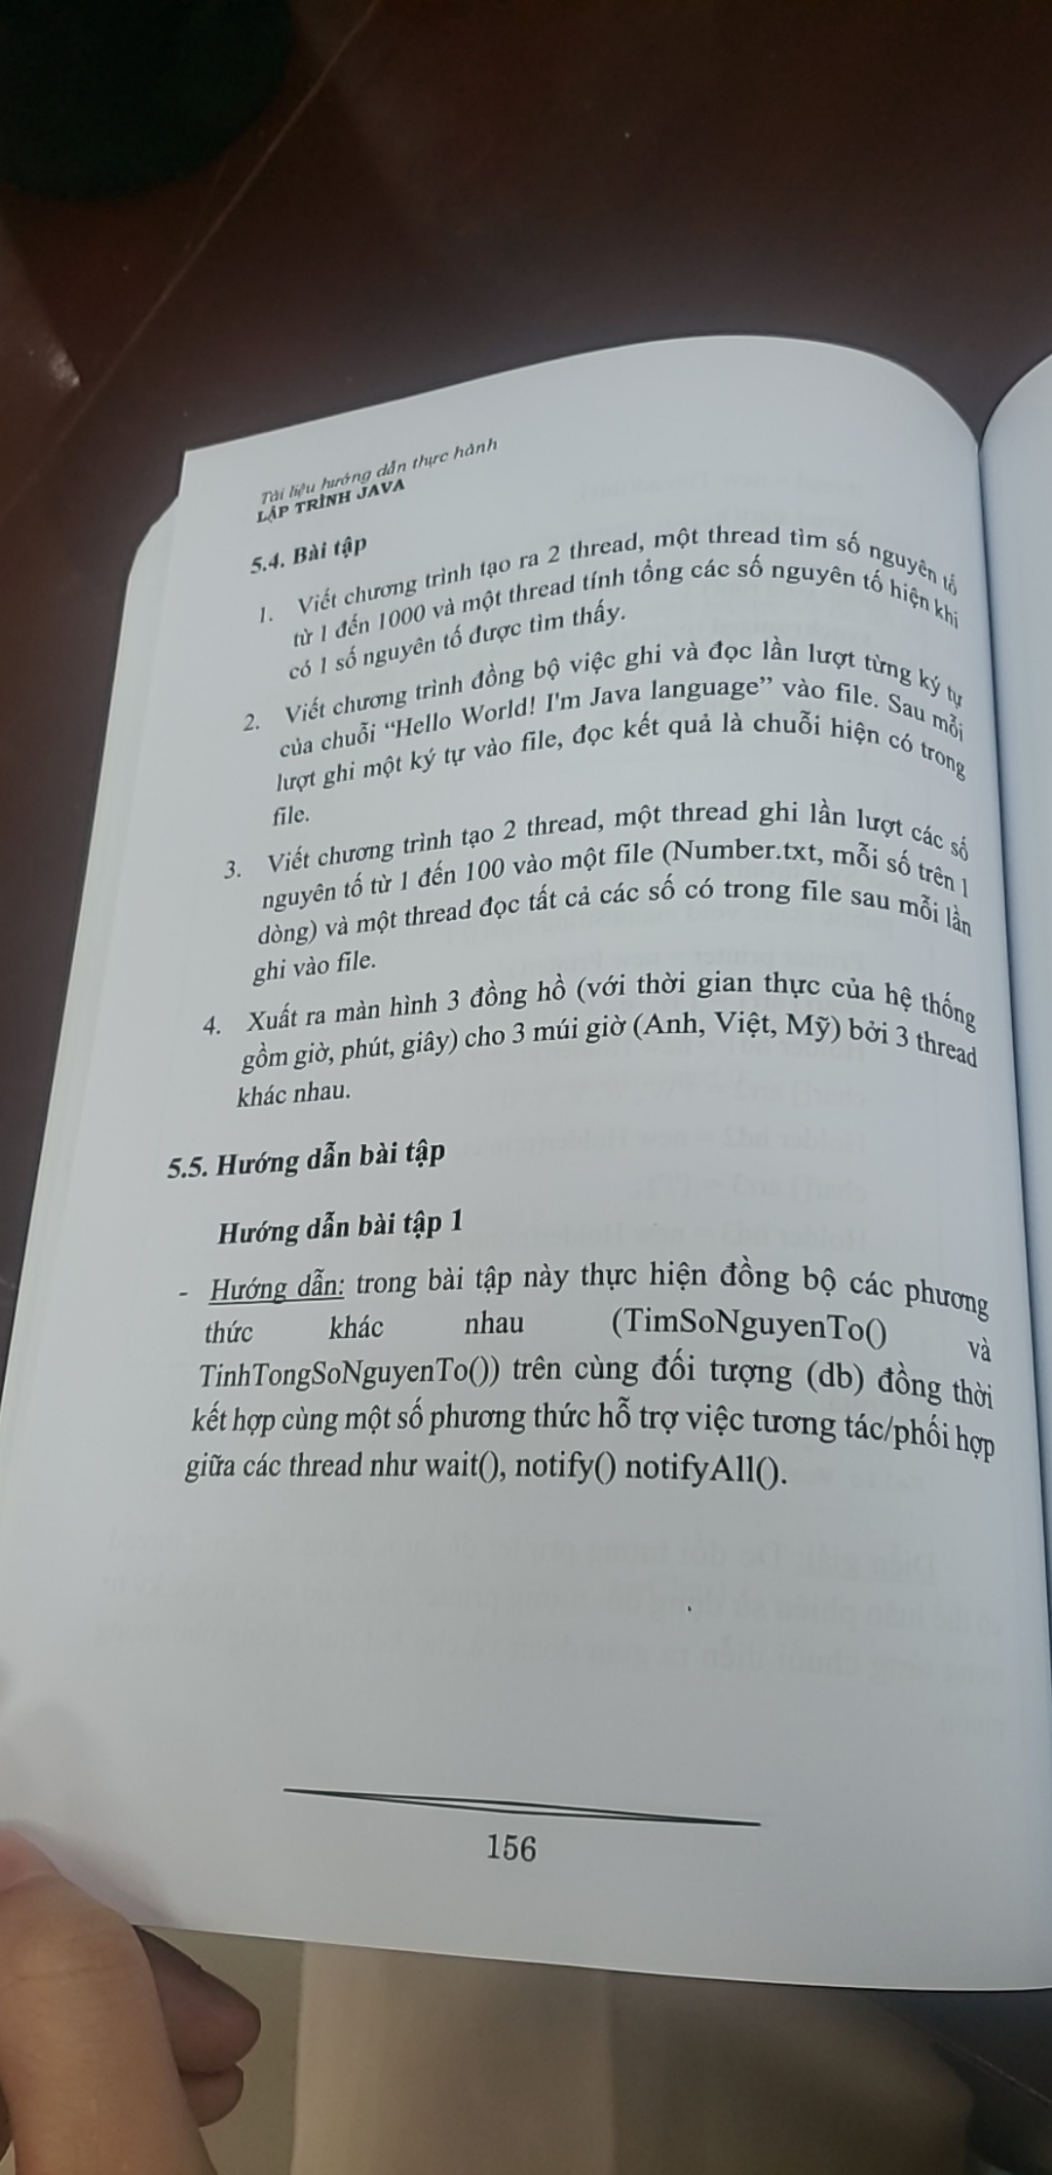 Tài liệu hướng dẫn thực hành
LẬP TRÌNH JAVA
5.4. Bài tập
1. Viết chương trình tạo ra 2 thread, một thread tìm số nguyên tố
từ 1 đến 1000 và một thread tính tổng các số nguyên tố hiện khi
có 1 số nguyên tố được tìm thấy.
2. Viết chương trình đồng bộ việc ghi và đọc lần lượt từng ký tự
của chuỗi “Hello World! I'm Java language” vào file. Sau mỗi
lượt ghi một ký tự vào file, đọc kết quả là chuỗi hiện có trong
file.
3. Viết chương trình tạo 2 thread, một thread ghi lần lượt các số
nguyên tố từ 1 đến 100 vào một file (Number.txt, mỗi số trên 1
dòng) và một thread đọc tất cả các số có trong file sau mỗi lần
ghi vào file.
4. Xuất ra màn hình 3 đồng hồ (với thời gian thực của hệ thống
gồm giờ, phút, giây) cho 3 múi giờ (Anh, Việt, Mỹ) bởi 3 thread
khác nhau.
5.5. Hướng dẫn bài tập
Hướng dẫn bài tập 1
- Hướng dẫn: trong bài tập này thực hiện đồng bộ các phương
thức khác nhau (TimSoNguyenTo() và
TinhTongSoNguyenTo()) trên cùng đối tượng (db) đồng thời
kết hợp cùng một số phương thức hỗ trợ việc tương tác/phối hợp
giữa các thread như wait(), notify() notifyAll().
156